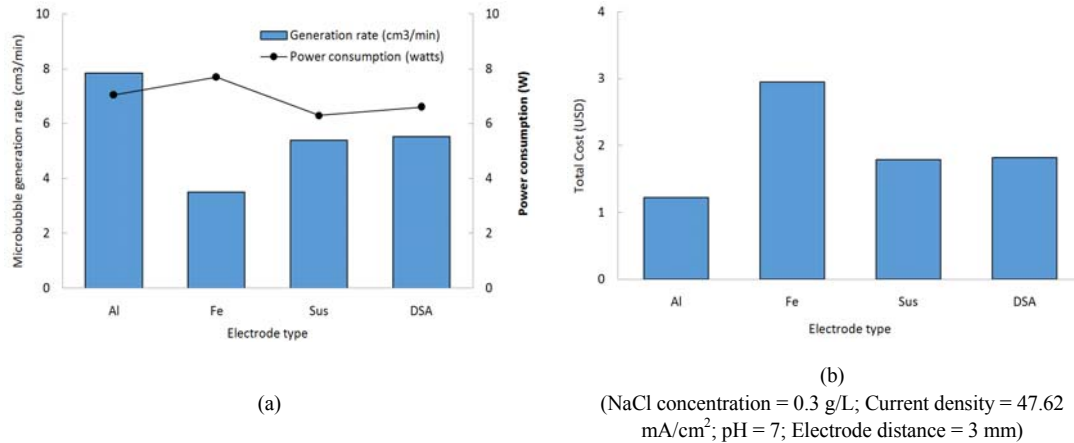 10
8
6
4
2
0
Microbubble generation rate (cm3/min)
Generation rate (cm3/min)
Power consumption (watts)
10
8
6
4
2
0
Power consumption (W)
Al Fe Sus DSA
Electrode type
(a)
4
3
2
1
0
Total Cost (USD)
Al Fe Sus DSA
Electrode type
(b)
(NaCl concentration = 0.3 g/L; Current density = 47.62
mA/cm²; pH = 7; Electrode distance = 3 mm)